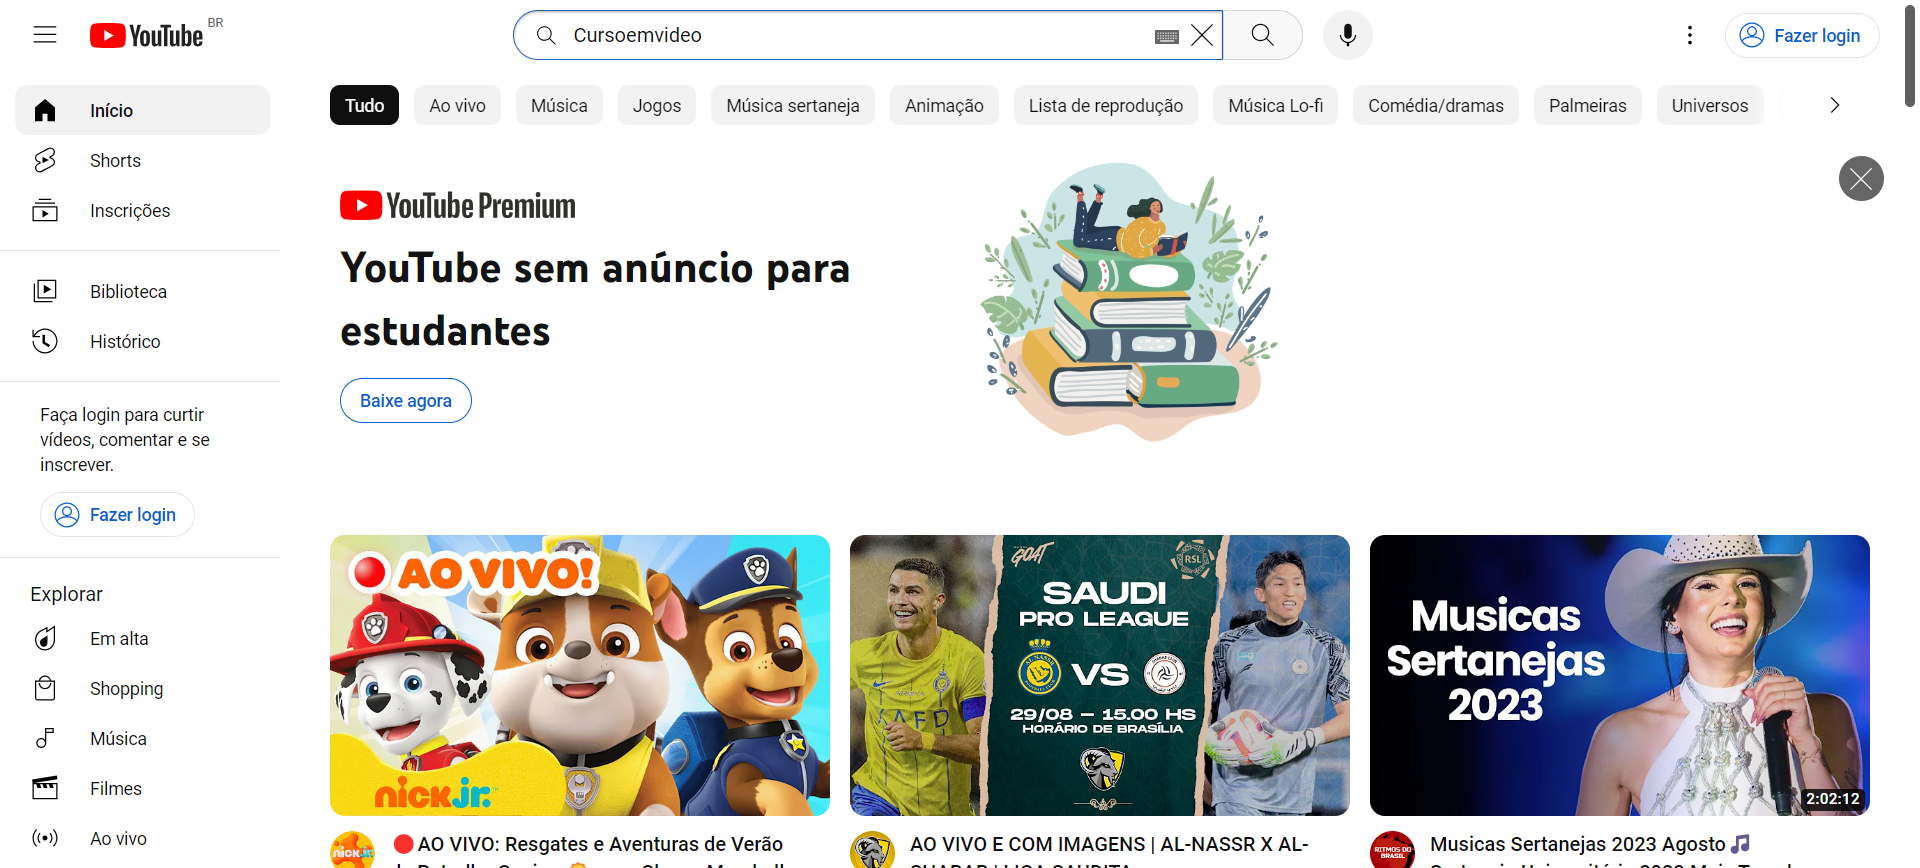 YouTube BR
Cursoemvideo
Fazer login
Início
Shorts
Inscrições
Biblioteca
Histórico
Faça login para curtir
vídeos, comentar e se
inscrever.
Fazer login
Explorar
Em alta
Shopping
Música
Filmes
Ao vivo
Tudo
Ao vivo
Música
Jogos
Música sertaneja
Animação
Lista de reprodução
Música Lo-fi
Comédia/dramas
Palmeiras
Universos
YouTube Premium
YouTube sem anúncio para
estudantes
Baixe agora
AO VIVO!
nick jr.
GOAT
RSL
SAUDI
PRO LEAGUE
VS
29/08 – 15.00 HS
HORÁRIO DE BRASÍLIA
Musicas
Sertanejas
2023
2:02:12
nick jr.
AO VIVO: Resgates e Aventuras de Verão
AO VIVO E COM IMAGENS | AL-NASSR X AL-
RITMOS DO
BRASIL
Musicas Sertanejas 2023 Agosto